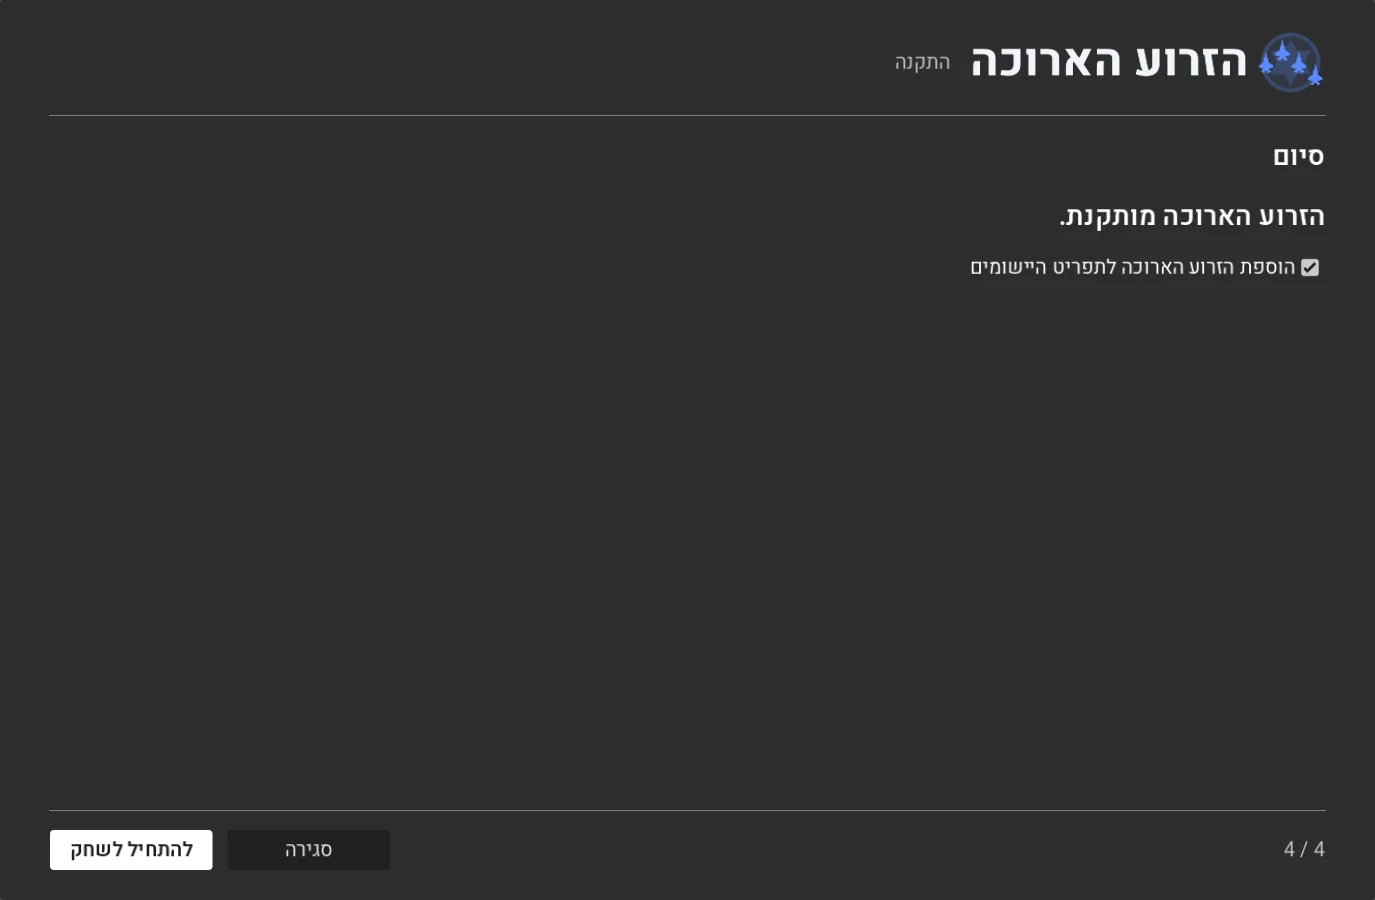 הזרוע הארוכה התקנה
סיום
הזרוע הארוכה מותקנת.
הוספת הזרוע הארוכה לתפריט היישומים
4 / 4
סגירה
להתחיל לשחק